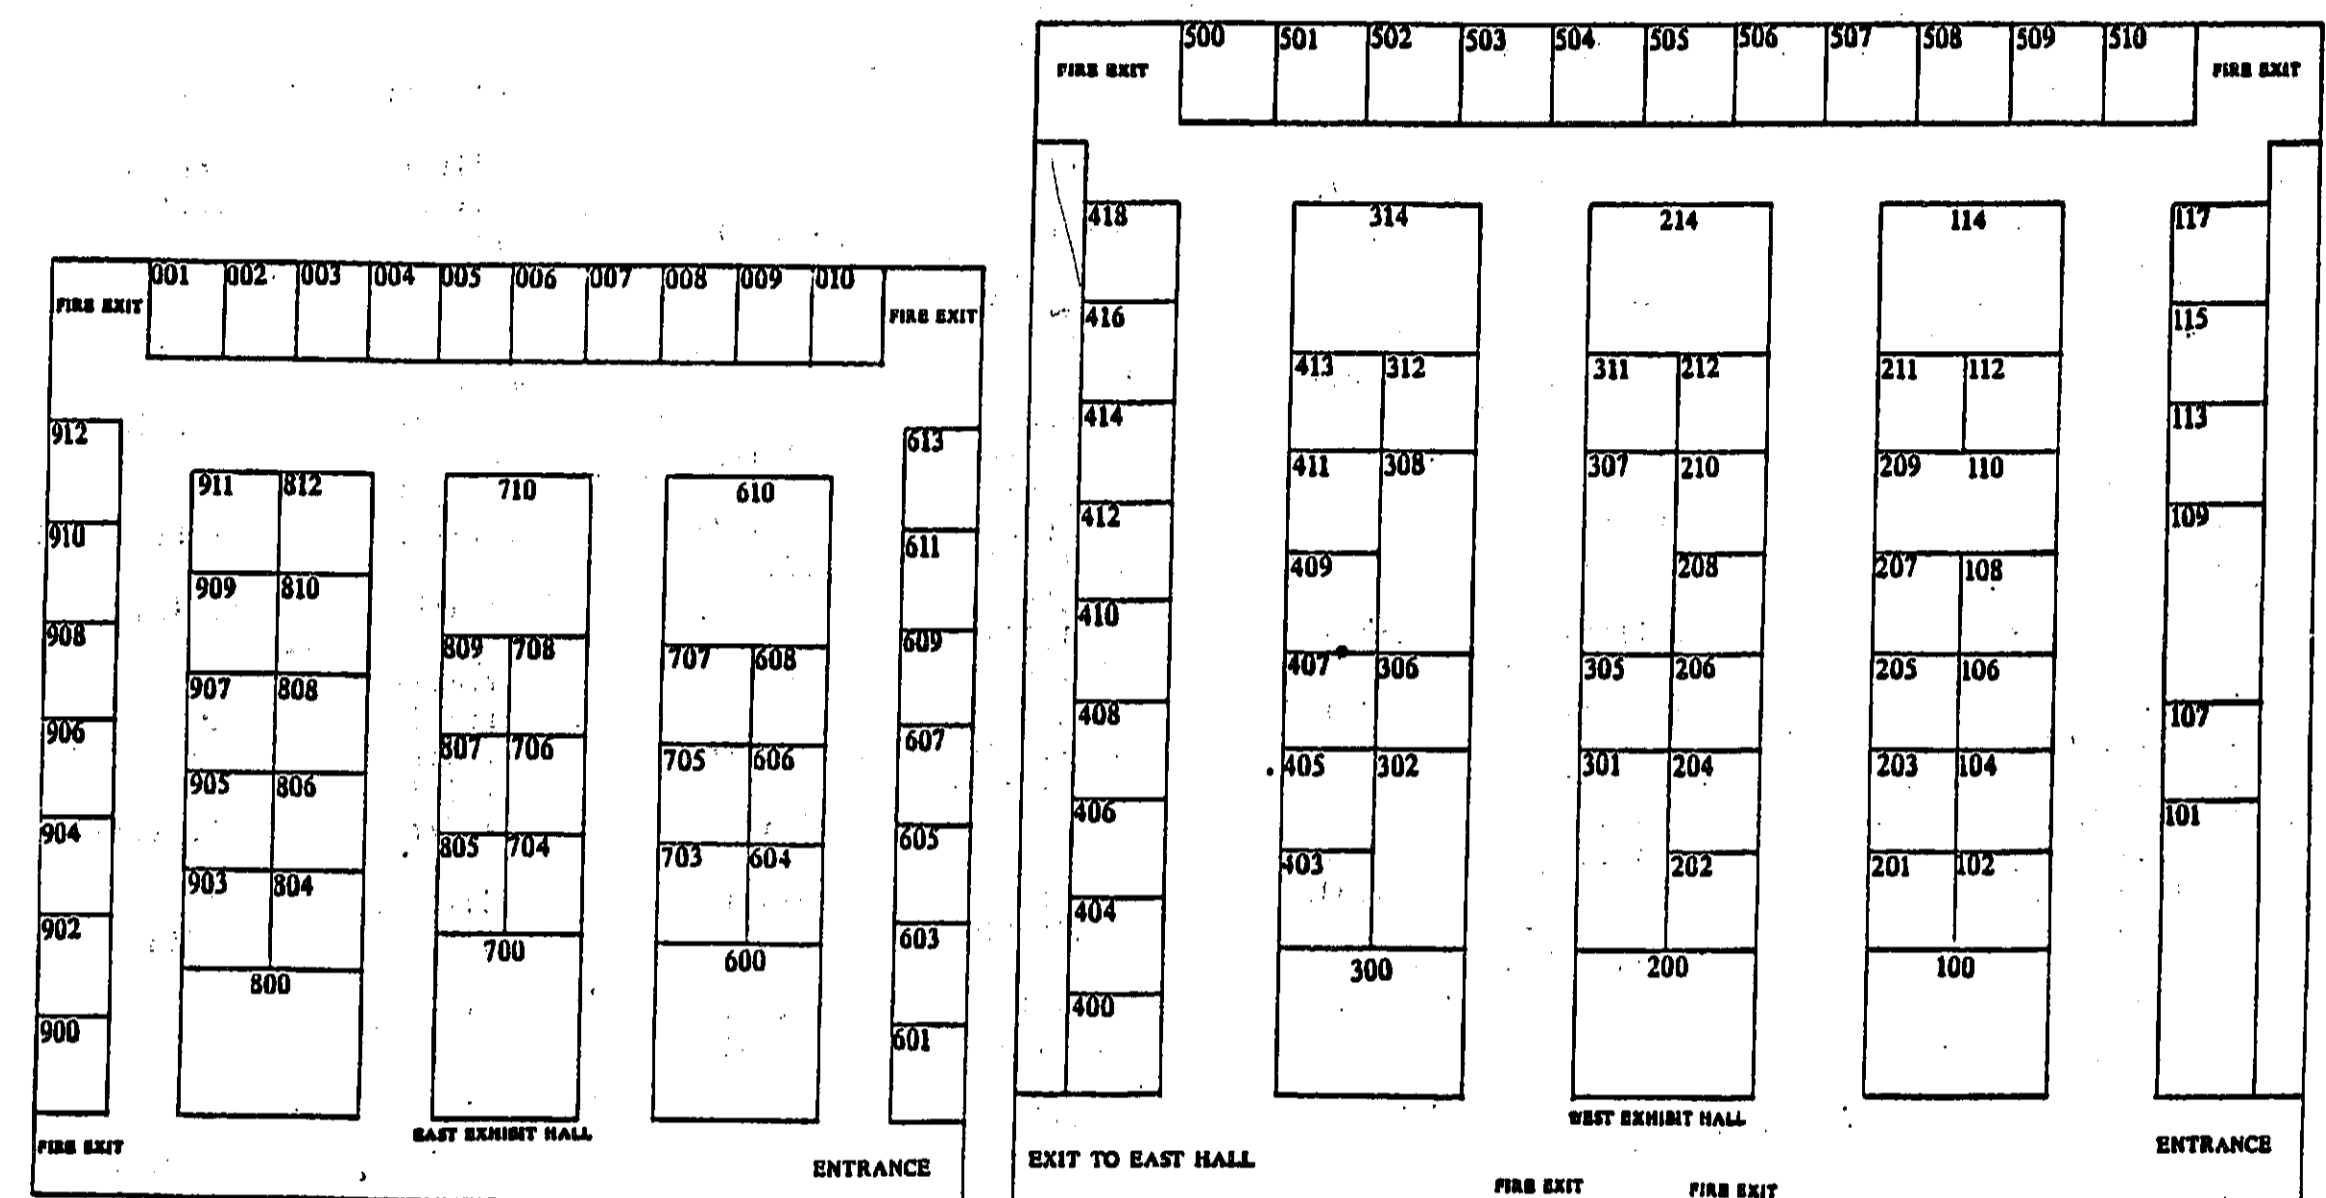 500 501 502 503 504 505 506 507 508 509 510
FIRE EXIT
FIRE EXIT
418 314 214 114 117
416 115
413 312 311 212 211 112
414 113
411 308 307 210 209 110
412 409 208 207 108 109
410
407 306 305 206 205 106
408 107
405 302 301 204 203 104
406 101
403 202 201 102
404
300 200 100
400
WEST EXHIBIT HALL
EXIT TO EAST HALL
ENTRANCE
FIRE EXIT FIRE EXIT
001 002 003 004 005 006 007 008 009 010
FIRE EXIT
FIRE EXIT
912 613
911 812 710 610
910 611
909 810
908 809 708 707 608 609
907 808
906 807 706 705 606 607
905 806
904 805 704 703 604 605
903 804
902 700 600 603
800
900 601
EAST EXHIBIT HALL
FIRE EXIT
ENTRANCE